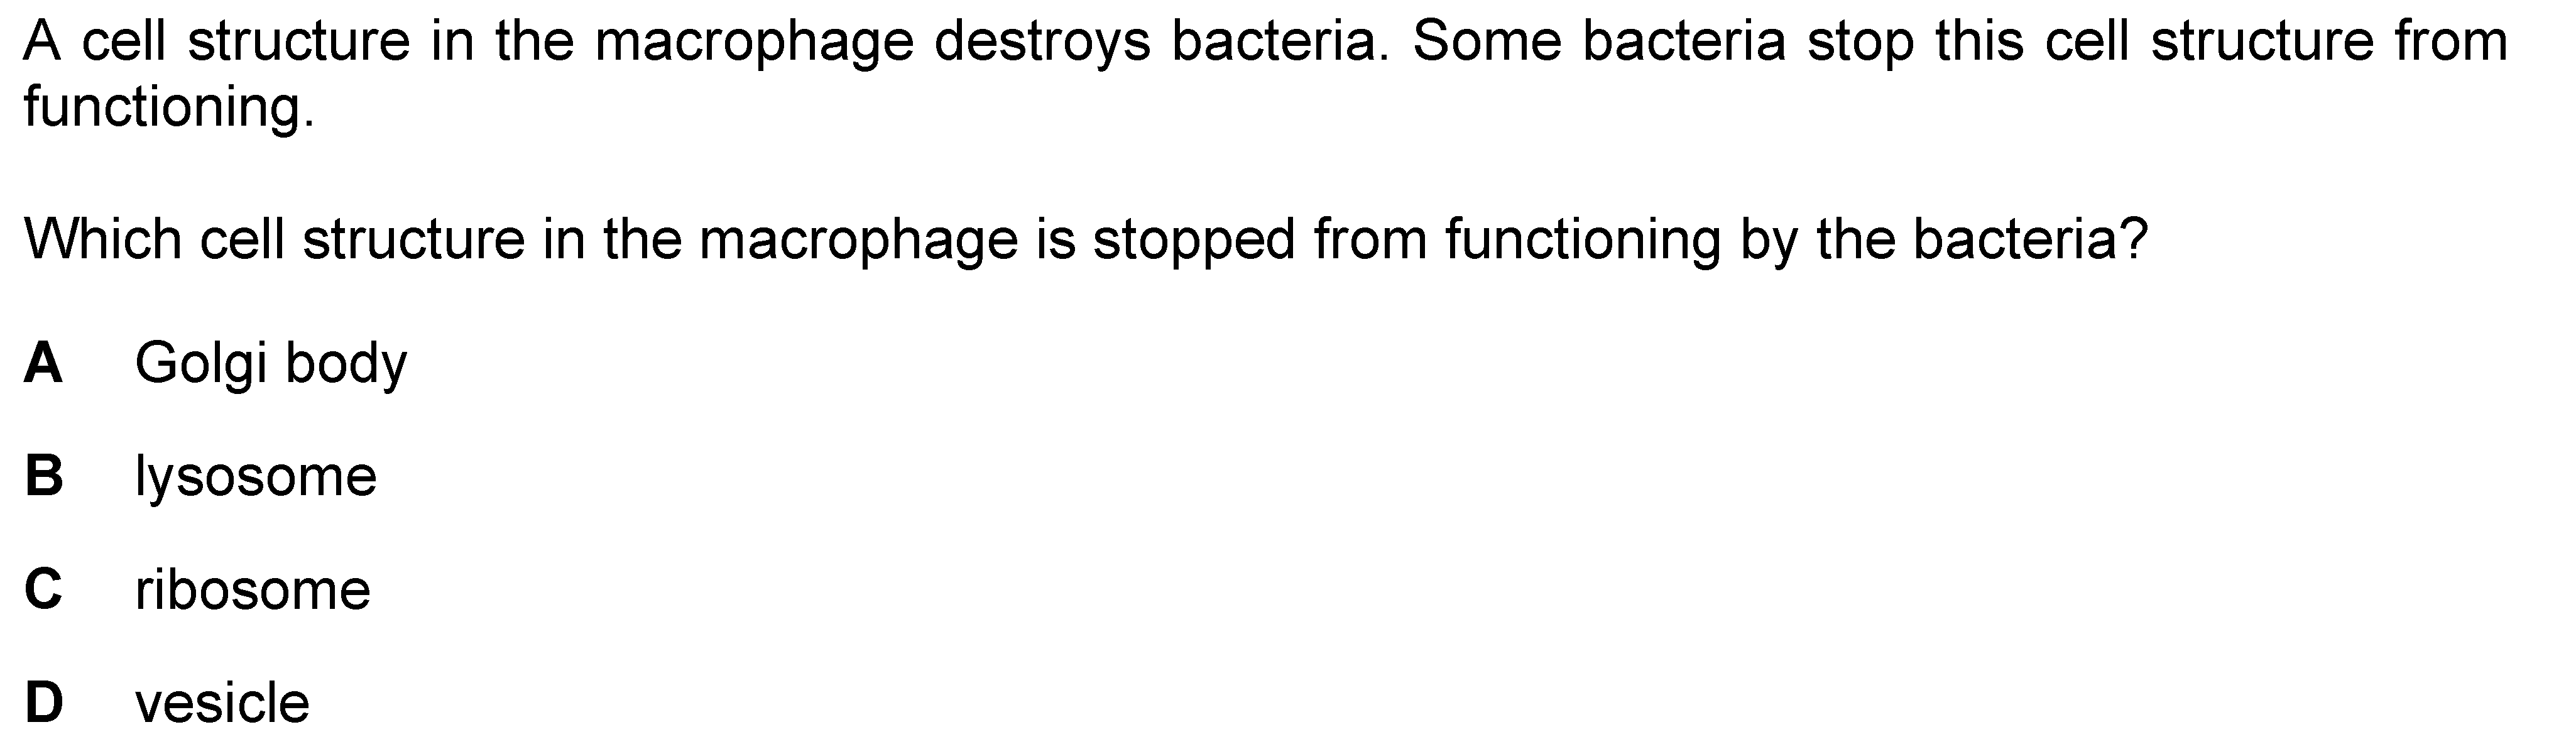 A cell structure in the macrophage destroys bacteria. Some bacteria stop this cell structure from
functioning.
Which cell structure in the macrophage is stopped from functioning by the bacteria?
A Golgi body
B lysosome
C ribosome
D vesicle